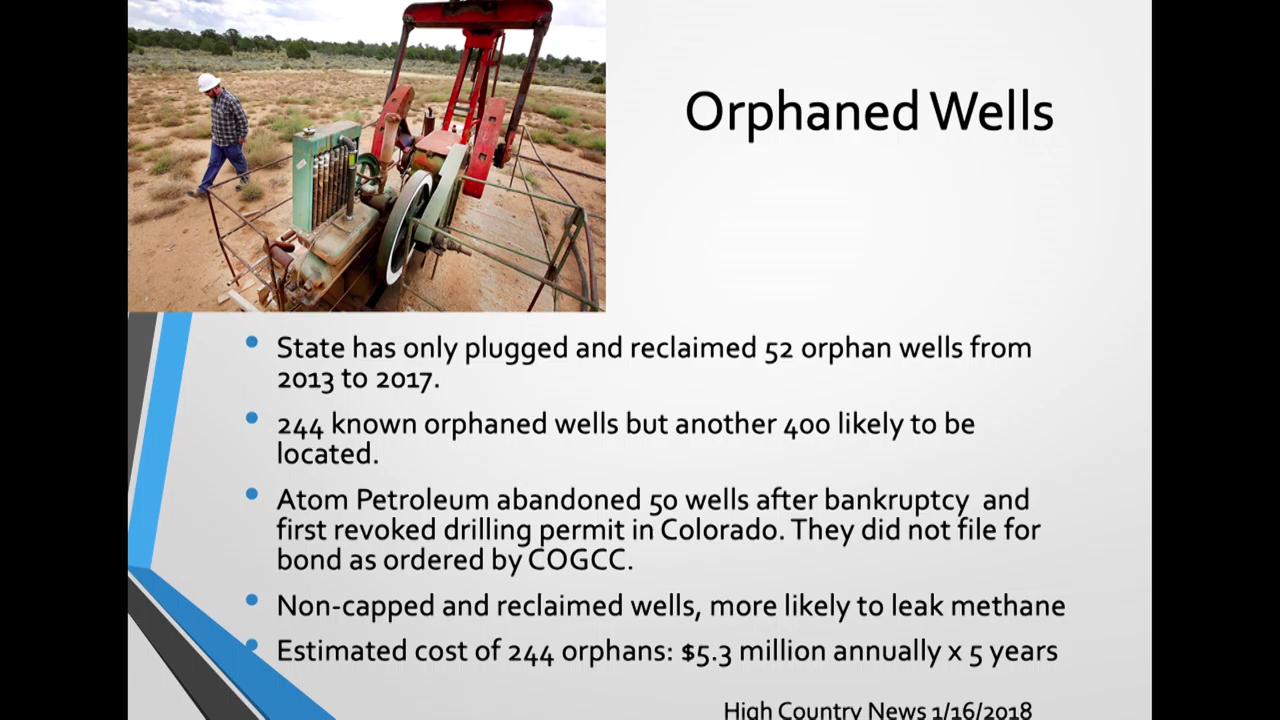 Orphaned Wells
• State has only plugged and reclaimed 52 orphan wells from
2013 to 2017.
• 244 known orphaned wells but another 400 likely to be
located.
• Atom Petroleum abandoned 50 wells after bankruptcy  and
first revoked drilling permit in Colorado. They did not file for
bond as ordered by COGCC.
• Non-capped and reclaimed wells, more likely to leak methane
• Estimated cost of 244 orphans: $5.3 million annually x 5 years
High Country News 1/16/2018